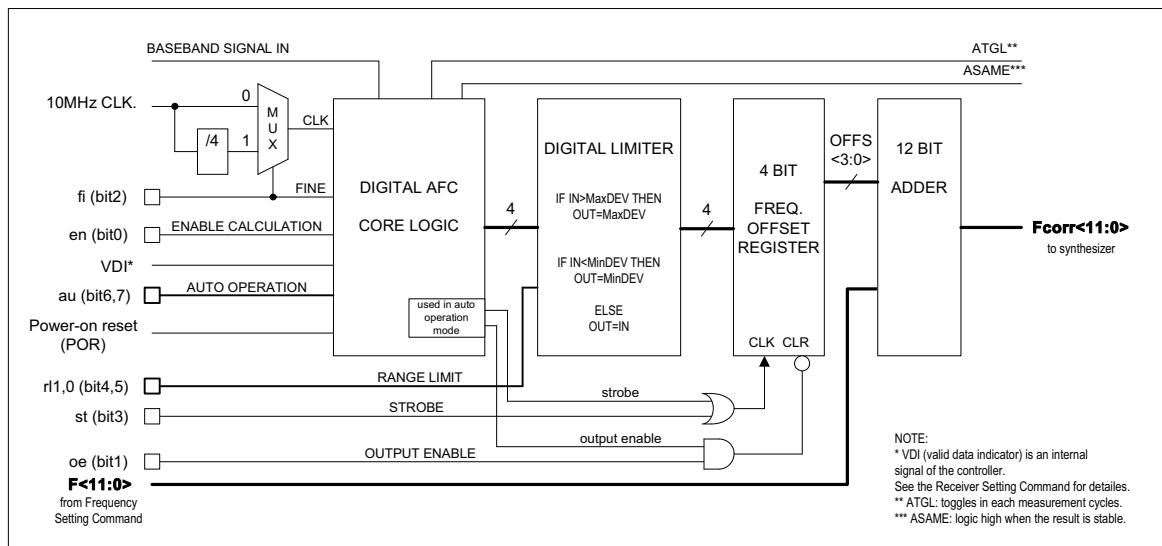 BASEBAND SIGNAL IN
ATGL**
ASAME***
10MHz CLK.
0
/4
1
MUX
CLK
fi (bit2)
FINE
en (bit0)
ENABLE CALCULATION
VDI*
au (bit6,7)
AUTO OPERATION
Power-on reset
(POR)
DIGITAL AFC
CORE LOGIC
used in auto
operation
mode
4
DIGITAL LIMITER
IF IN>MaxDEV THEN
OUT=MaxDEV
IF IN<MinDEV THEN
OUT=MinDEV
ELSE
OUT=IN
4
4 BIT
FREQ.
OFFSET
REGISTER
CLK CLR
OFFS
<3:0>
12 BIT
ADDER
Fcorr<11:0>
to synthesizer
rl1,0 (bit4,5)
RANGE LIMIT
st (bit3)
STROBE
strobe
oe (bit1)
OUTPUT ENABLE
output enable
F<11:0>
from Frequency
Setting Command
NOTE:
* VDI (valid data indicator) is an internal
signal of the controller.
See the Receiver Setting Command for detailes.
** ATGL: toggles in each measurement cycles.
*** ASAME: logic high when the result is stable.